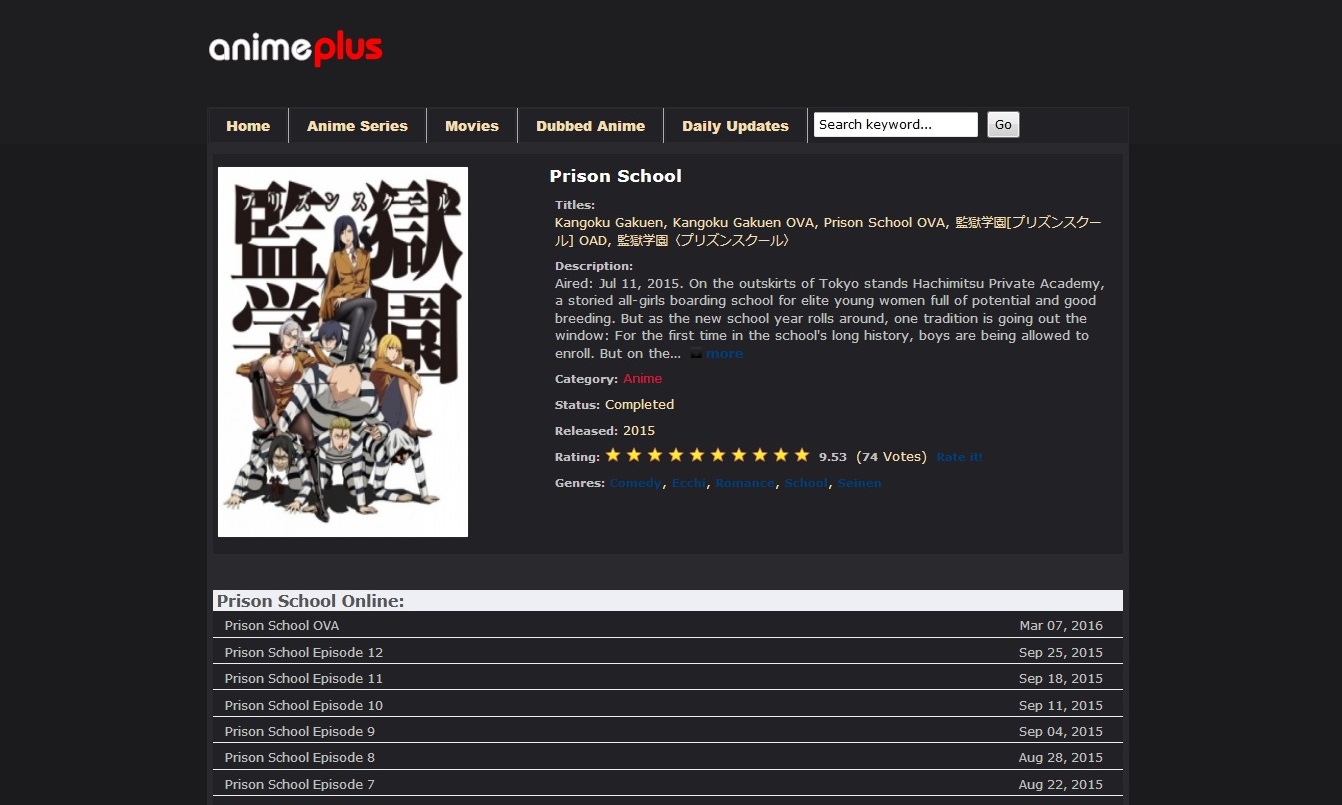 animeplus
Home Anime Series Movies Dubbed Anime Daily Updates Search keyword... Go
監獄学園
プリズンスクール
Prison School
Titles:
Kangoku Gakuen, Kangoku Gakuen OVA, Prison School OVA, 監獄学園[プリズンスクー
ル] OAD, 監獄学園〈プリズンスクール〉
Description:
Aired: Jul 11, 2015. On the outskirts of Tokyo stands Hachimitsu Private Academy,
a storied all-girls boarding school for elite young women full of potential and good
breeding. But as the new school year rolls around, one tradition is going out the
window: For the first time in the school's long history, boys are being allowed to
enroll. But on the... more
Category: Anime
Status: Completed
Released: 2015
Rating: 9.53 (74 Votes) Rate it!
Genres: Comedy, Ecchi, Romance, School, Seinen
Prison School Online:
Prison School OVA Mar 07, 2016
Prison School Episode 12 Sep 25, 2015
Prison School Episode 11 Sep 18, 2015
Prison School Episode 10 Sep 11, 2015
Prison School Episode 9 Sep 04, 2015
Prison School Episode 8 Aug 28, 2015
Prison School Episode 7 Aug 22, 2015